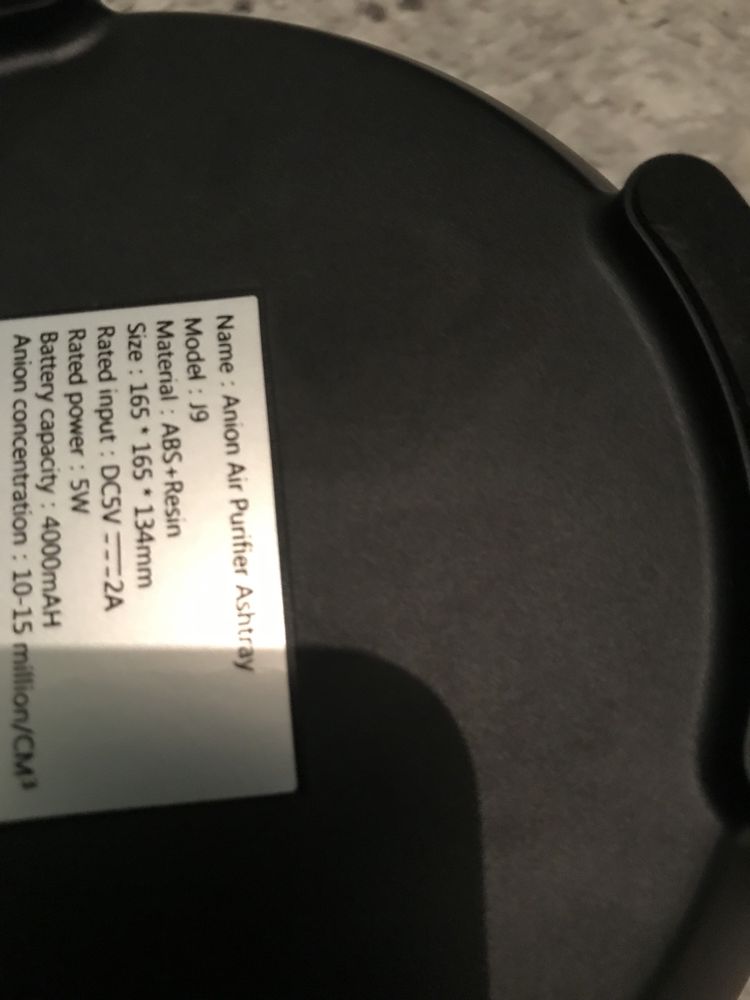 Name : Anion Air Purifier Ashtray
Model : J9
Material : ABS+Resin
Size : 165 * 165 * 134mm
Rated input : DC5V ⎓2A
Rated power : 5W
Battery capacity : 4000mAH
Anion concentration : 10-15 million/CM³